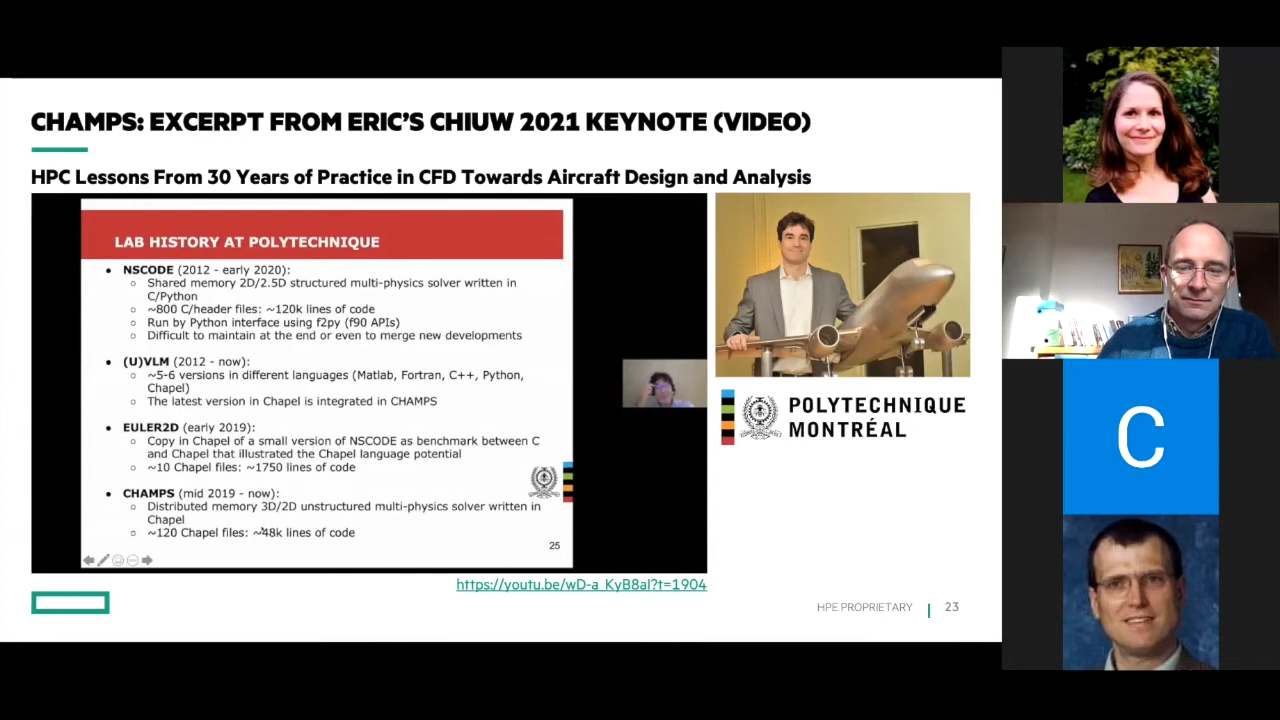 CHAMPS: EXCERPT FROM ERIC'S CHIUW 2021 KEYNOTE (VIDEO)
HPC Lessons From 30 Years of Practice in CFD Towards Aircraft Design and Analysis
LAB HISTORY AT POLYTECHNIQUE
• NSCODE (2012 - early 2020):
○ Shared memory 2D/2.5D structured multi-physics solver written in
C/Python
○ ~800 C/header files: ~120k lines of code
○ Run by Python interface using f2py (f90 APIs)
○ Difficult to maintain at the end or even to merge new developments
• (U)VLM (2012 - now):
○ ~5-6 versions in different languages (Matlab, Fortran, C++, Python,
Chapel)
○ The latest version in Chapel is integrated in CHAMPS
• EULER2D (early 2019):
○ Copy in Chapel of a small version of NSCODE as benchmark between C
and Chapel that illustrated the Chapel language potential
○ ~10 Chapel files: ~1750 lines of code
• CHAMPS (mid 2019 - now):
○ Distributed memory 3D/2D unstructured multi-physics solver written in
Chapel
○ ~120 Chapel files: ~48k lines of code
25
POLYTECHNIQUE
MONTRÉAL
https://youtu.be/wD-a_KyB8aI?t=1904
HPE PROPRIETARY
23
C